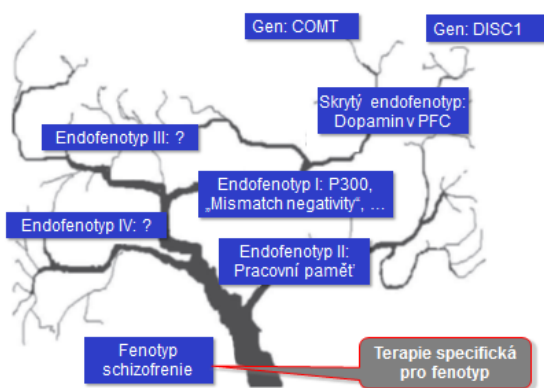 Gen: COMT
Gen: DISC1
Skrytý endofenotyp:
Dopamin v PFC
Endofenotyp III: ?
Endofenotyp I: P300,
„Mismatch negativity“, ...
Endofenotyp IV: ?
Endofenotyp II:
Pracovní paměť
Fenotyp
schizofrenie
Terapie specifická
pro fenotyp